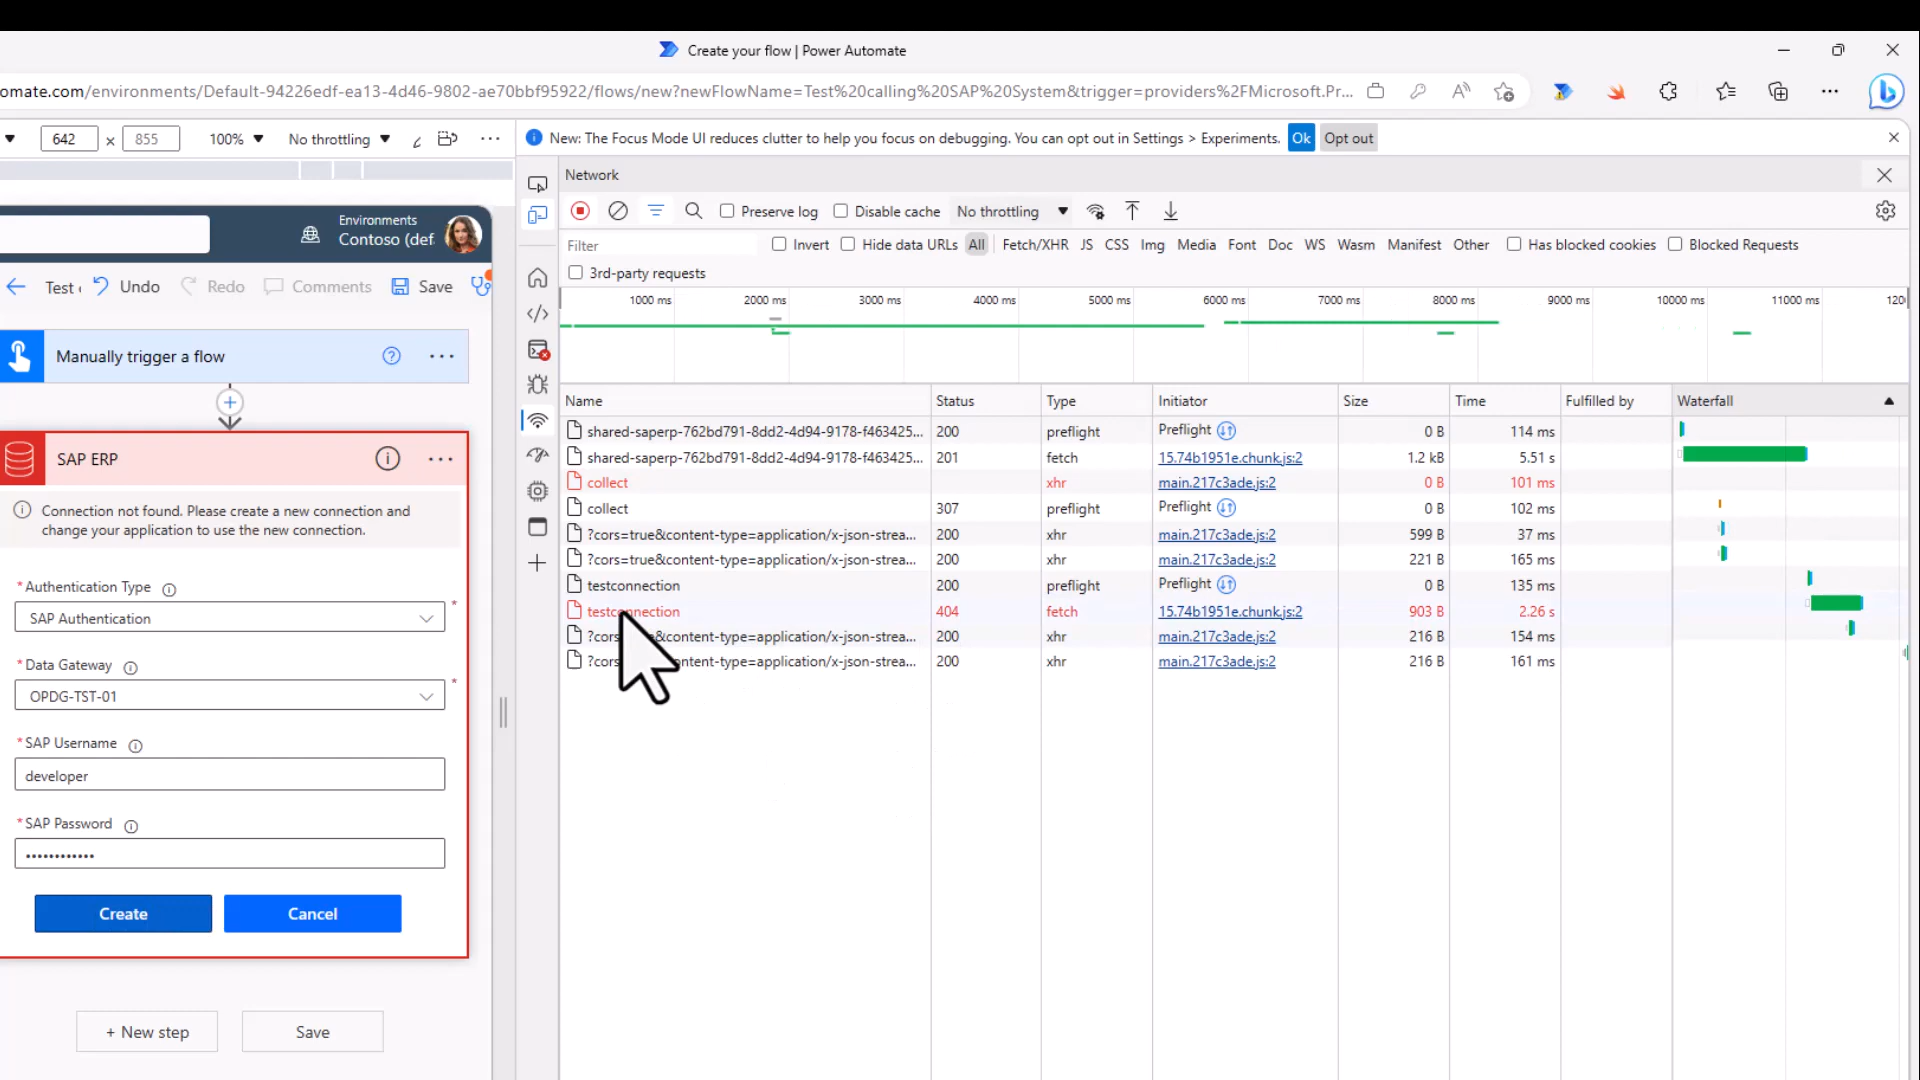 Create your flow | Power Automate
omate.com/environments/Default-94226edf-ea13-4d46-9802-ae70bbf95922/flows/new?newFlowName=Test%20calling%20SAP%20System&trigger=providers%2FMicrosoft.Pr...
642 x 855 100% No throttling
New: The Focus Mode UI reduces clutter to help you focus on debugging. You can opt out in Settings > Experiments. Ok Opt out
Network
Preserve log Disable cache No throttling
Filter Invert Hide data URLs All Fetch/XHR JS CSS Img Media Font Doc WS Wasm Manifest Other Has blocked cookies Blocked Requests
3rd-party requests
1000 ms 2000 ms 3000 ms 4000 ms 5000 ms 6000 ms 7000 ms 8000 ms 9000 ms 10000 ms 11000 ms 120
Name Status Type Initiator Size Time Fulfilled by Waterfall
shared-saperp-762bd791-8dd2-4d94-9178-f463425... 200 preflight Preflight 0 B 114 ms
shared-saperp-762bd791-8dd2-4d94-9178-f463425... 201 fetch 15.74b1951e.chunk.js:2 1.2 kB 5.51 s
collect xhr main.217c3ade.js:2 0 B 101 ms
collect 307 preflight Preflight 0 B 102 ms
?cors=true&content-type=application/x-json-strea... 200 xhr main.217c3ade.js:2 599 B 37 ms
?cors=true&content-type=application/x-json-strea... 200 xhr main.217c3ade.js:2 221 B 165 ms
testconnection 200 preflight Preflight 0 B 135 ms
testconnection 404 fetch 15.74b1951e.chunk.js:2 903 B 2.26 s
?cors &content-type=application/x-json-strea... 200 xhr main.217c3ade.js:2 216 B 154 ms
?cors ntent-type=application/x-json-strea... 200 xhr main.217c3ade.js:2 216 B 161 ms
Environments
Contoso (def
Test Undo Redo Comments Save
Manually trigger a flow
SAP ERP
Connection not found. Please create a new connection and
change your application to use the new connection.
* Authentication Type
*
SAP Authentication
* Data Gateway
*
OPDG-TST-01
* SAP Username
developer
* SAP Password
••••••••••••
Create Cancel
+ New step Save